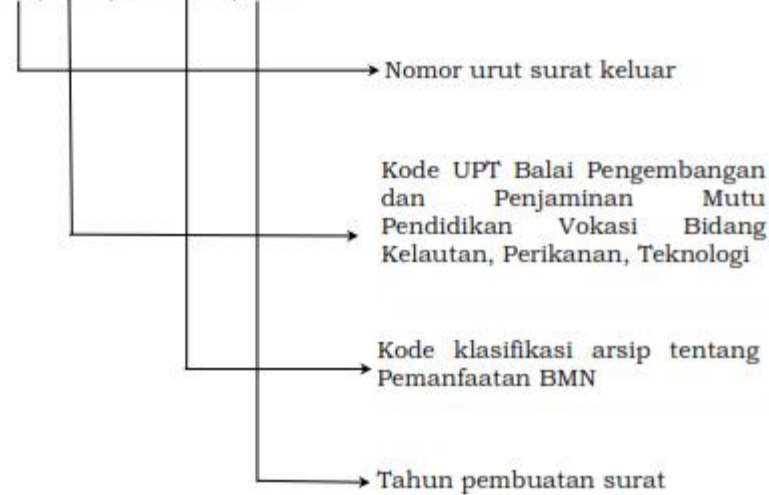 Nomor urut surat keluar
Kode UPT Balai Pengembangan
dan Penjaminan Mutu
Pendidikan Vokasi Bidang
Kelautan, Perikanan, Teknologi
Kode klasifikasi arsip tentang
Pemanfaatan BMN
Tahun pembuatan surat